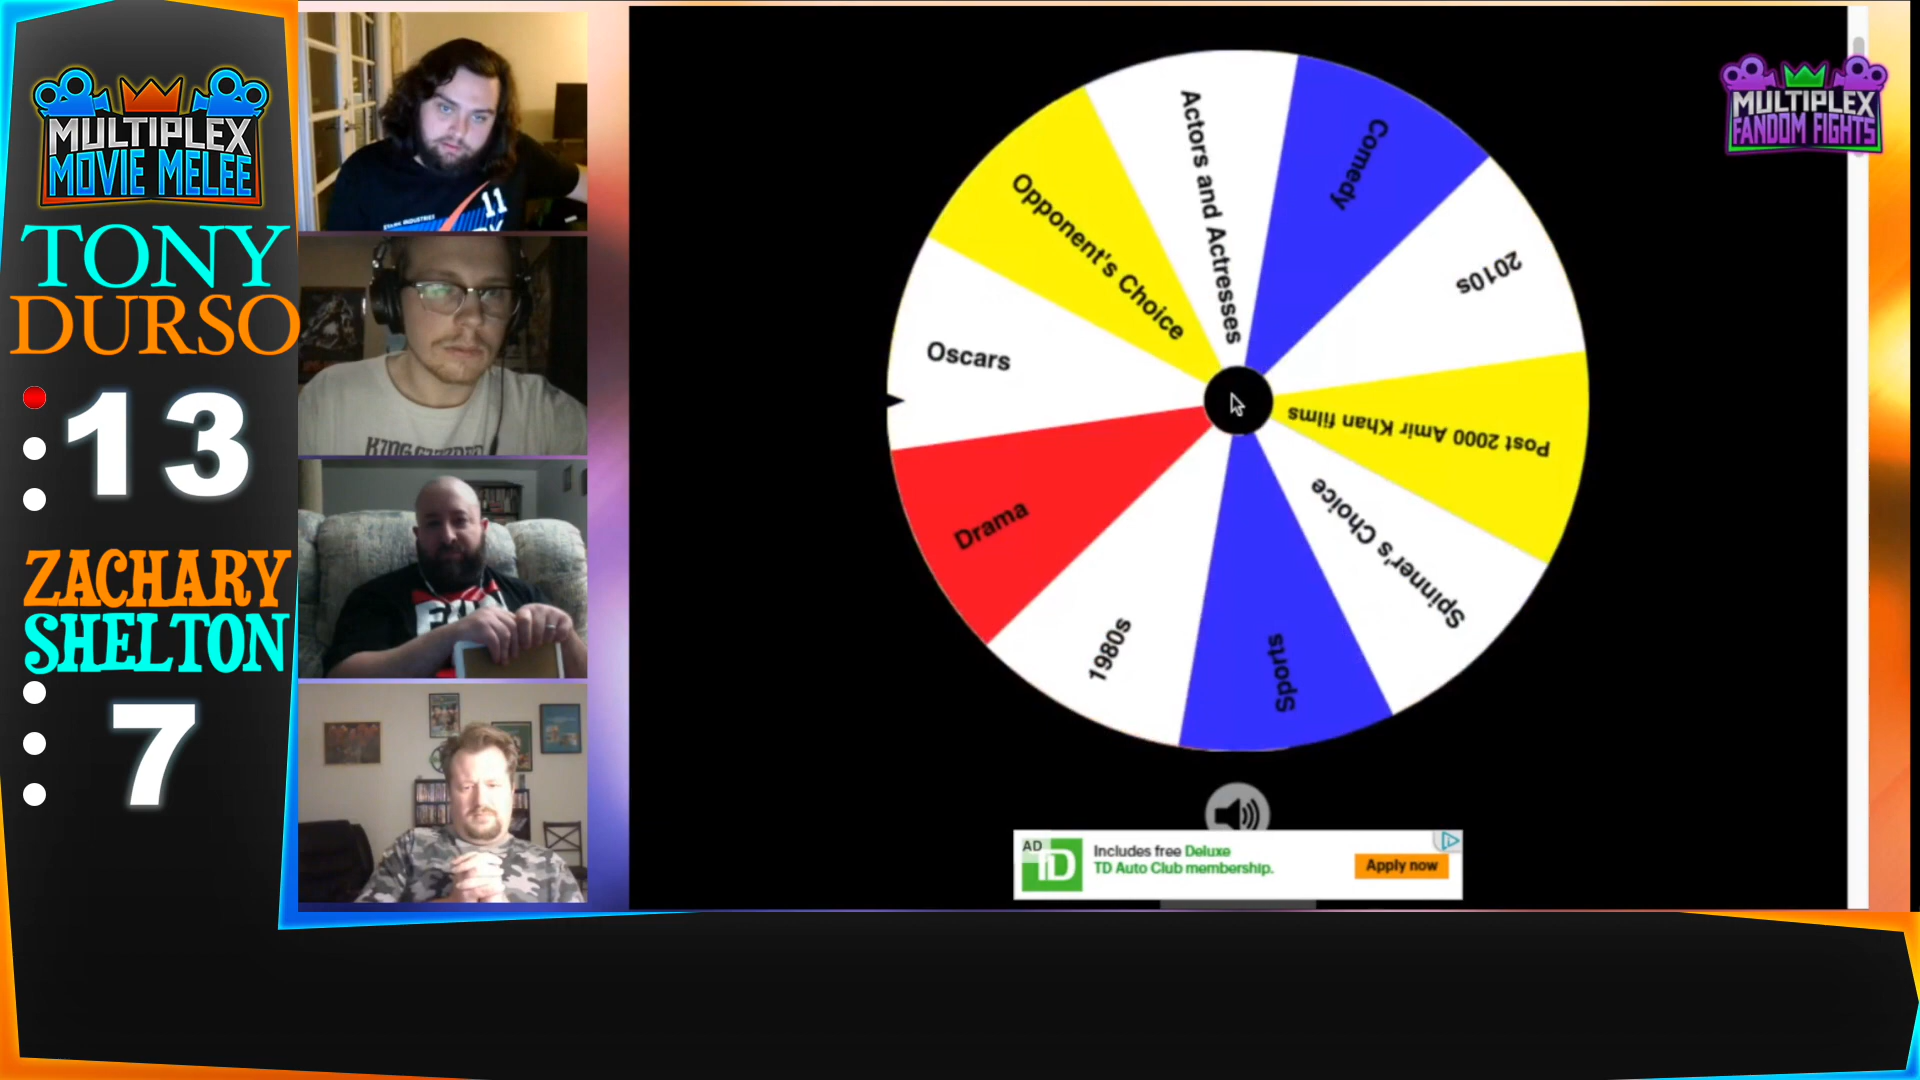 MULTIPLEX
MOVIE MELEE
TONY
DURSO
13
ZACHARY
SHELTON
7
11
Actors and Actresses
Comedy
2010s
Post 2000 Amir Khan films
Spinner's Choice
Sports
1980s
Drama
Oscars
Opponent's Choice
MULTIPLEX
FANDOM FIGHTS
AD
TD
Includes free Deluxe
TD Auto Club membership.
Apply now